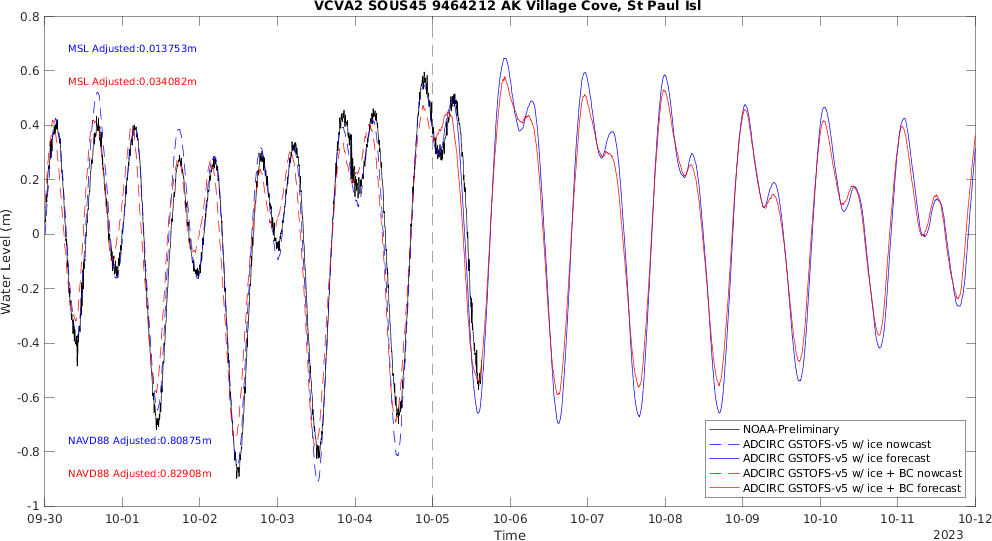 VCVA2 SOUS45 9464212 AK Village Cove, St Paul Isl
0.8
0.6
0.4
0.2
0
-0.2
-0.4
-0.6
-0.8
-1
Water Level (m)
MSL Adjusted:0.013753m
MSL Adjusted:0.034082m
NAVD88 Adjusted:0.80875m
NAVD88 Adjusted:0.82908m
NOAA-Preliminary
ADCIRC GSTOFS-v5 w/ ice nowcast
ADCIRC GSTOFS-v5 w/ ice forecast
ADCIRC GSTOFS-v5 w/ ice + BC nowcast
ADCIRC GSTOFS-v5 w/ ice + BC forecast
09-30 10-01 10-02 10-03 10-04 10-05 10-06 10-07 10-08 10-09 10-10 10-11 10-12
Time
2023